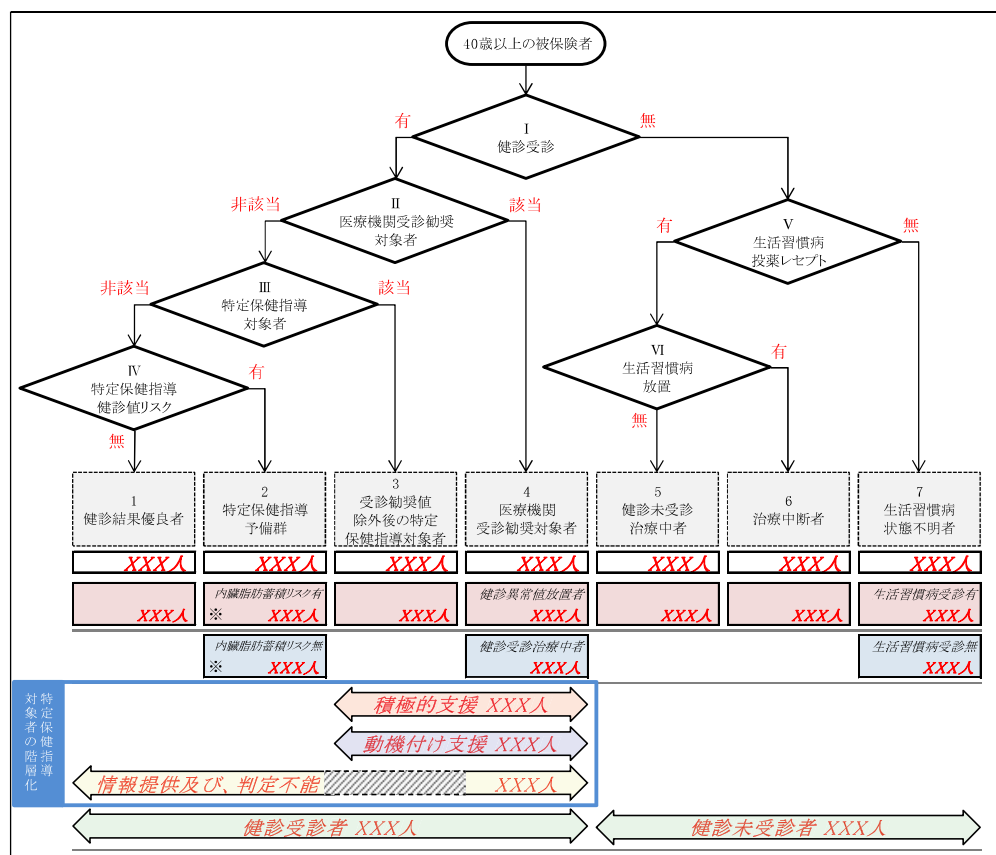 40歳以上の被保険者
Ⅰ
健診受診
有
無
Ⅱ
医療機関受診勧奨
対象者
非該当
該当
Ⅴ
生活習慣病
投薬レセプト
有
無
Ⅲ
特定保健指導
対象者
非該当
該当
Ⅵ
生活習慣病
放置
有
無
Ⅳ
特定保健指導
健診値リスク
有
無
1
健診結果優良者
2
特定保健指導
予備群
3
受診勧奨値
除外後の特定
保健指導対象者
4
医療機関
受診勧奨対象者
5
健診未受診
治療中者
6
治療中断者
7
生活習慣病
状態不明者
XXX人
XXX人
XXX人
XXX人
XXX人
XXX人
XXX人
XXX人
内臓脂肪蓄積リスク有
※ XXX人
XXX人
健診異常値放置者
XXX人
XXX人
XXX人
生活習慣病受診有
XXX人
内臓脂肪蓄積リスク無
※ XXX人
健診受診治療中者
XXX人
生活習慣病受診無
XXX人
特定保健指導
対象者の階層化
積極的支援 XXX人
動機付け支援 XXX人
情報提供及び、判定不能 XXX人
健診受診者 XXX人
健診未受診者 XXX人